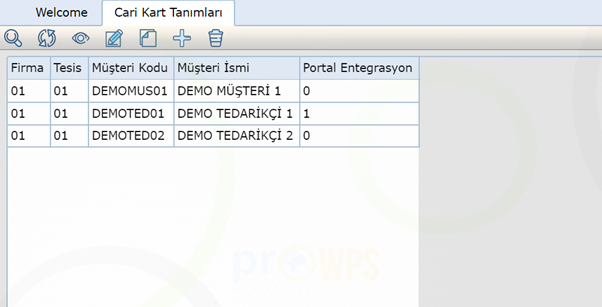 Welcome Cari Kart Tanımları
Firma Tesis Müşteri Kodu Müşteri İsmi Portal Entegrasyon
01 01 DEMOMUS01 DEMO MÜŞTERİ 1 0
01 01 DEMOTED01 DEMO TEDARİKÇİ 1 1
01 01 DEMOTED02 DEMO TEDARİKÇİ 2 0
proWPS